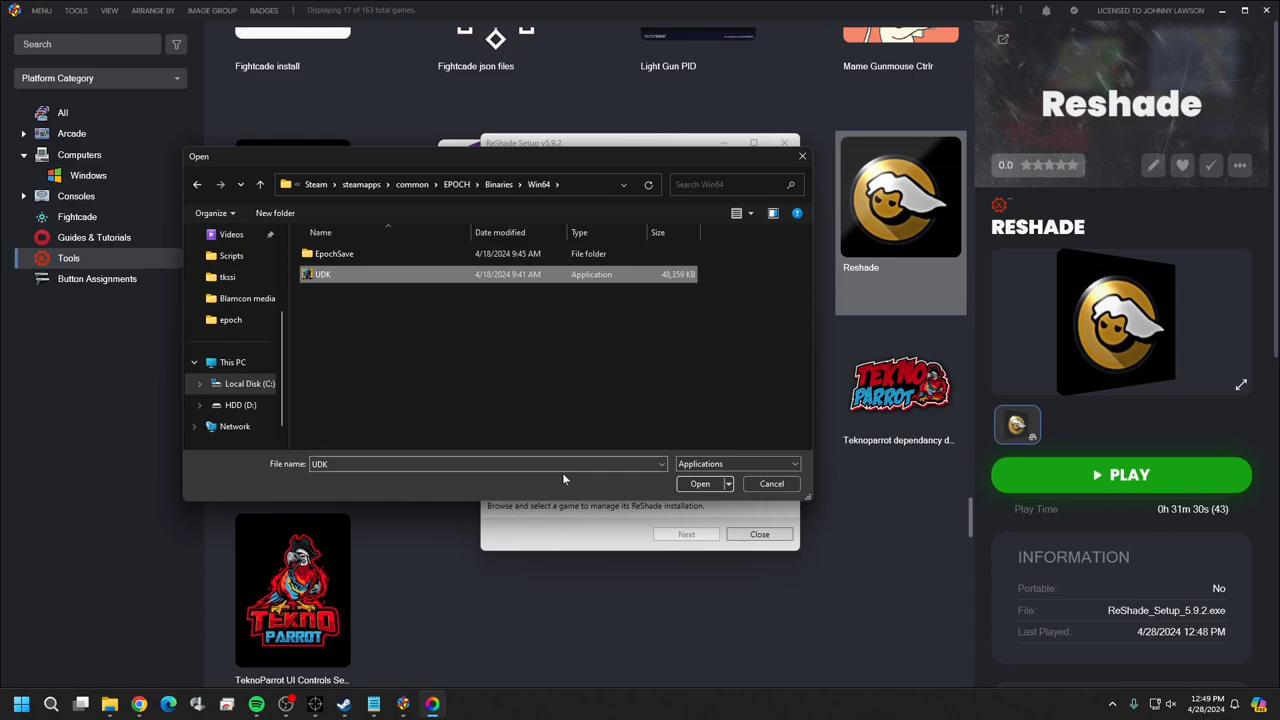 MENU TOOLS VIEW ARRANGE BY IMAGE GROUP BADGES Displaying 17 of 163 total games. LICENSED TO JOHNNY LAWSON
Search
Platform Category
All
Arcade
Computers
Windows
Consoles
Fightcade
Guides & Tutorials
Tools
Button Assignments
Fightcade install
Fightcade json files
VectorStock
Light Gun PID
Mame Gunmouse Ctrlr
ReShade Setup v5.9.2
Open
Steam steamapps common EPOCH Binaries Win64
Search Win64
Organize New folder
Name Date modified Type Size
Videos
Scripts
tkssi
Blamcon media
epoch
This PC
Local Disk (C:)
HDD (D:)
Network
EpochSave 4/18/2024 9:45 AM File folder
UDK 4/18/2024 9:41 AM Application 48,359 KB
File name: UDK Applications
Open Cancel
Browse and select a game to manage its ReShade installation.
Next Close
Reshade
TEKNO
PARROT
Teknoparrot dependancy d...
TEKNO
PARROT
TeknoParrot UI Controls Se...
Reshade
0.0
RESHADE
PLAY
Play Time 0h 31m 30s (43)
INFORMATION
Portable: No
File: ReShade_Setup_5.9.2.exe
Last Played: 4/28/2024 12:48 PM
12:49 PM
4/28/2024